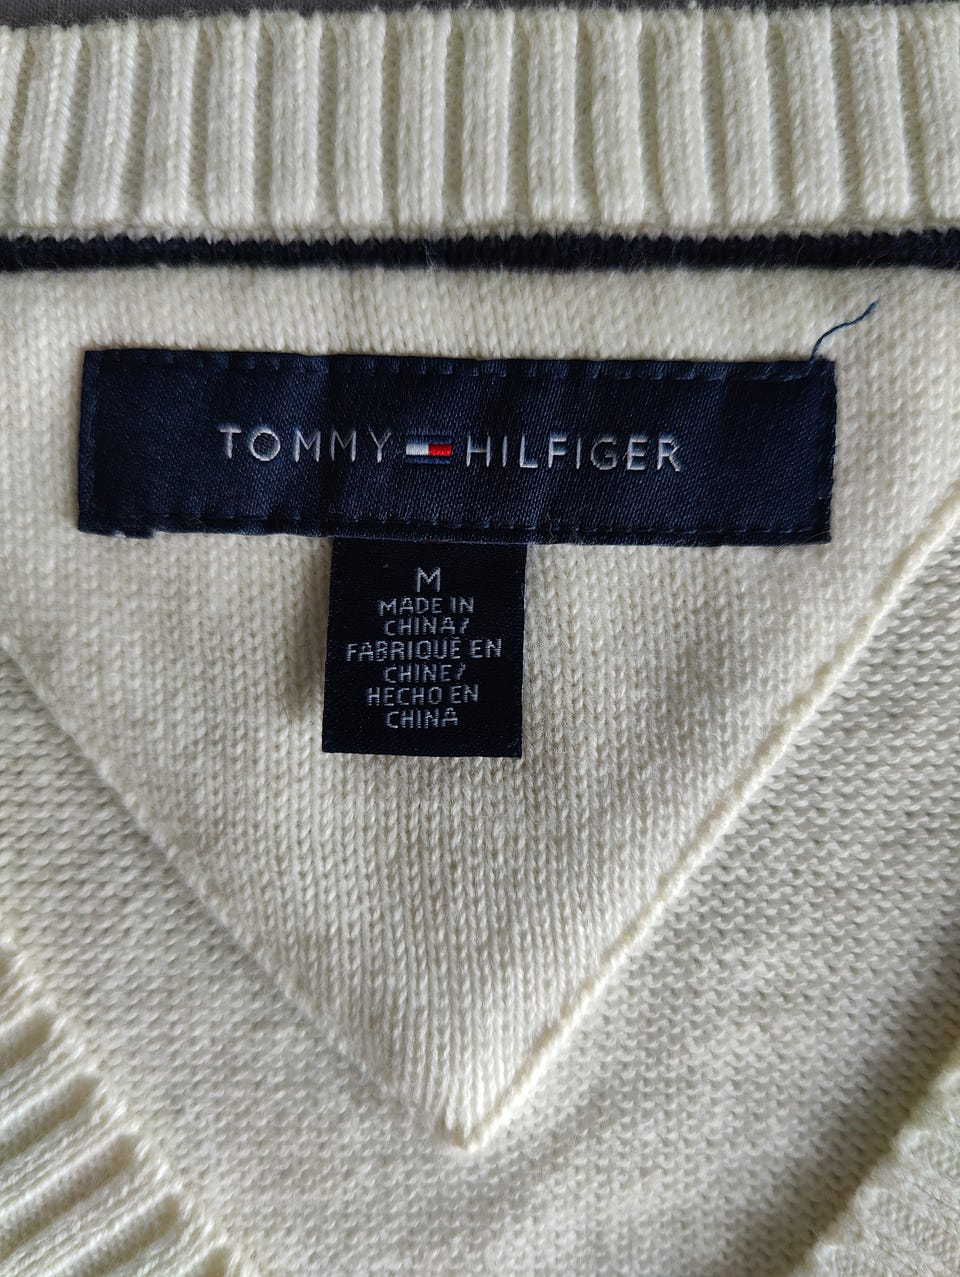 TOMMY HILFIGER
M
MADE IN
CHINA/
FABRIQUÉ EN
CHINE/
HECHO EN
CHINA